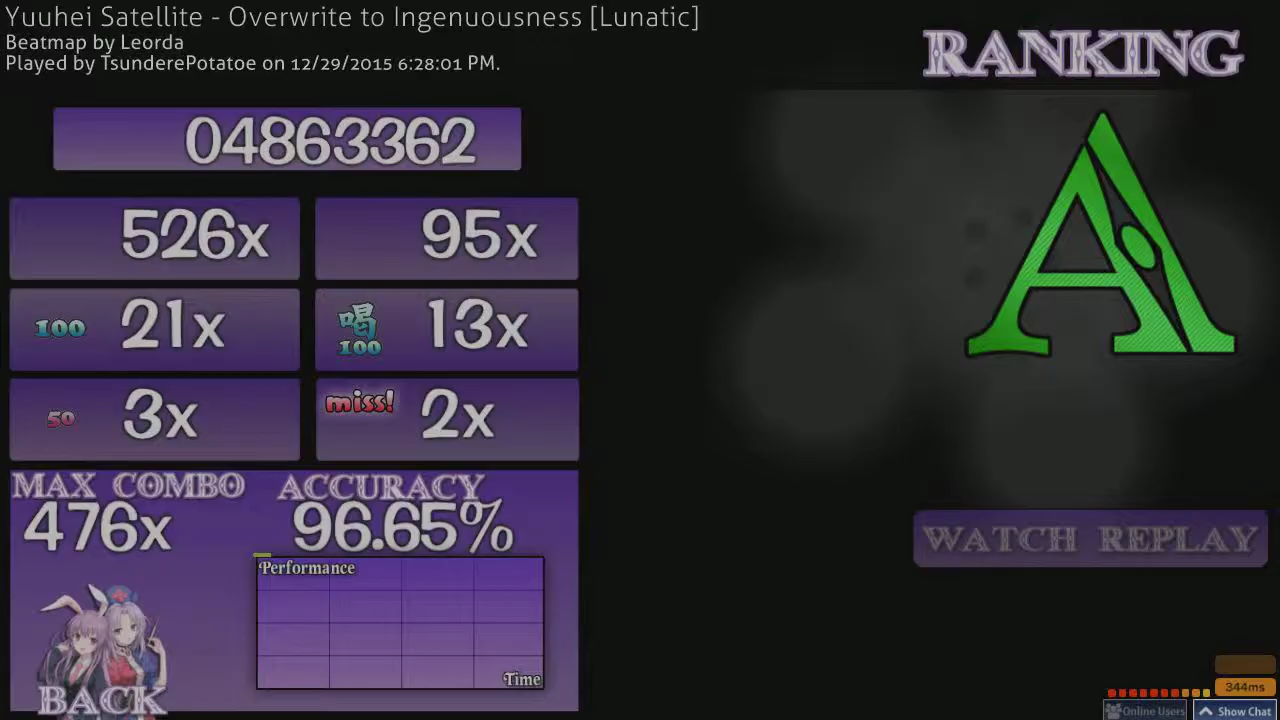 Yuuhei Satellite - Overwrite to Ingenuousness [Lunatic]
Beatmap by Leorda
Played by TsunderePotatoe on 12/29/2015 6:28:01 PM.
RANKING
04863362
A
526x 95x
100 21x 喝 100 13x
50 3x miss! 2x
MAX COMBO ACCURACY
476x 96.65%
WATCH REPLAY
Performance
Time
BACK
344ms
Online Users Show Chat